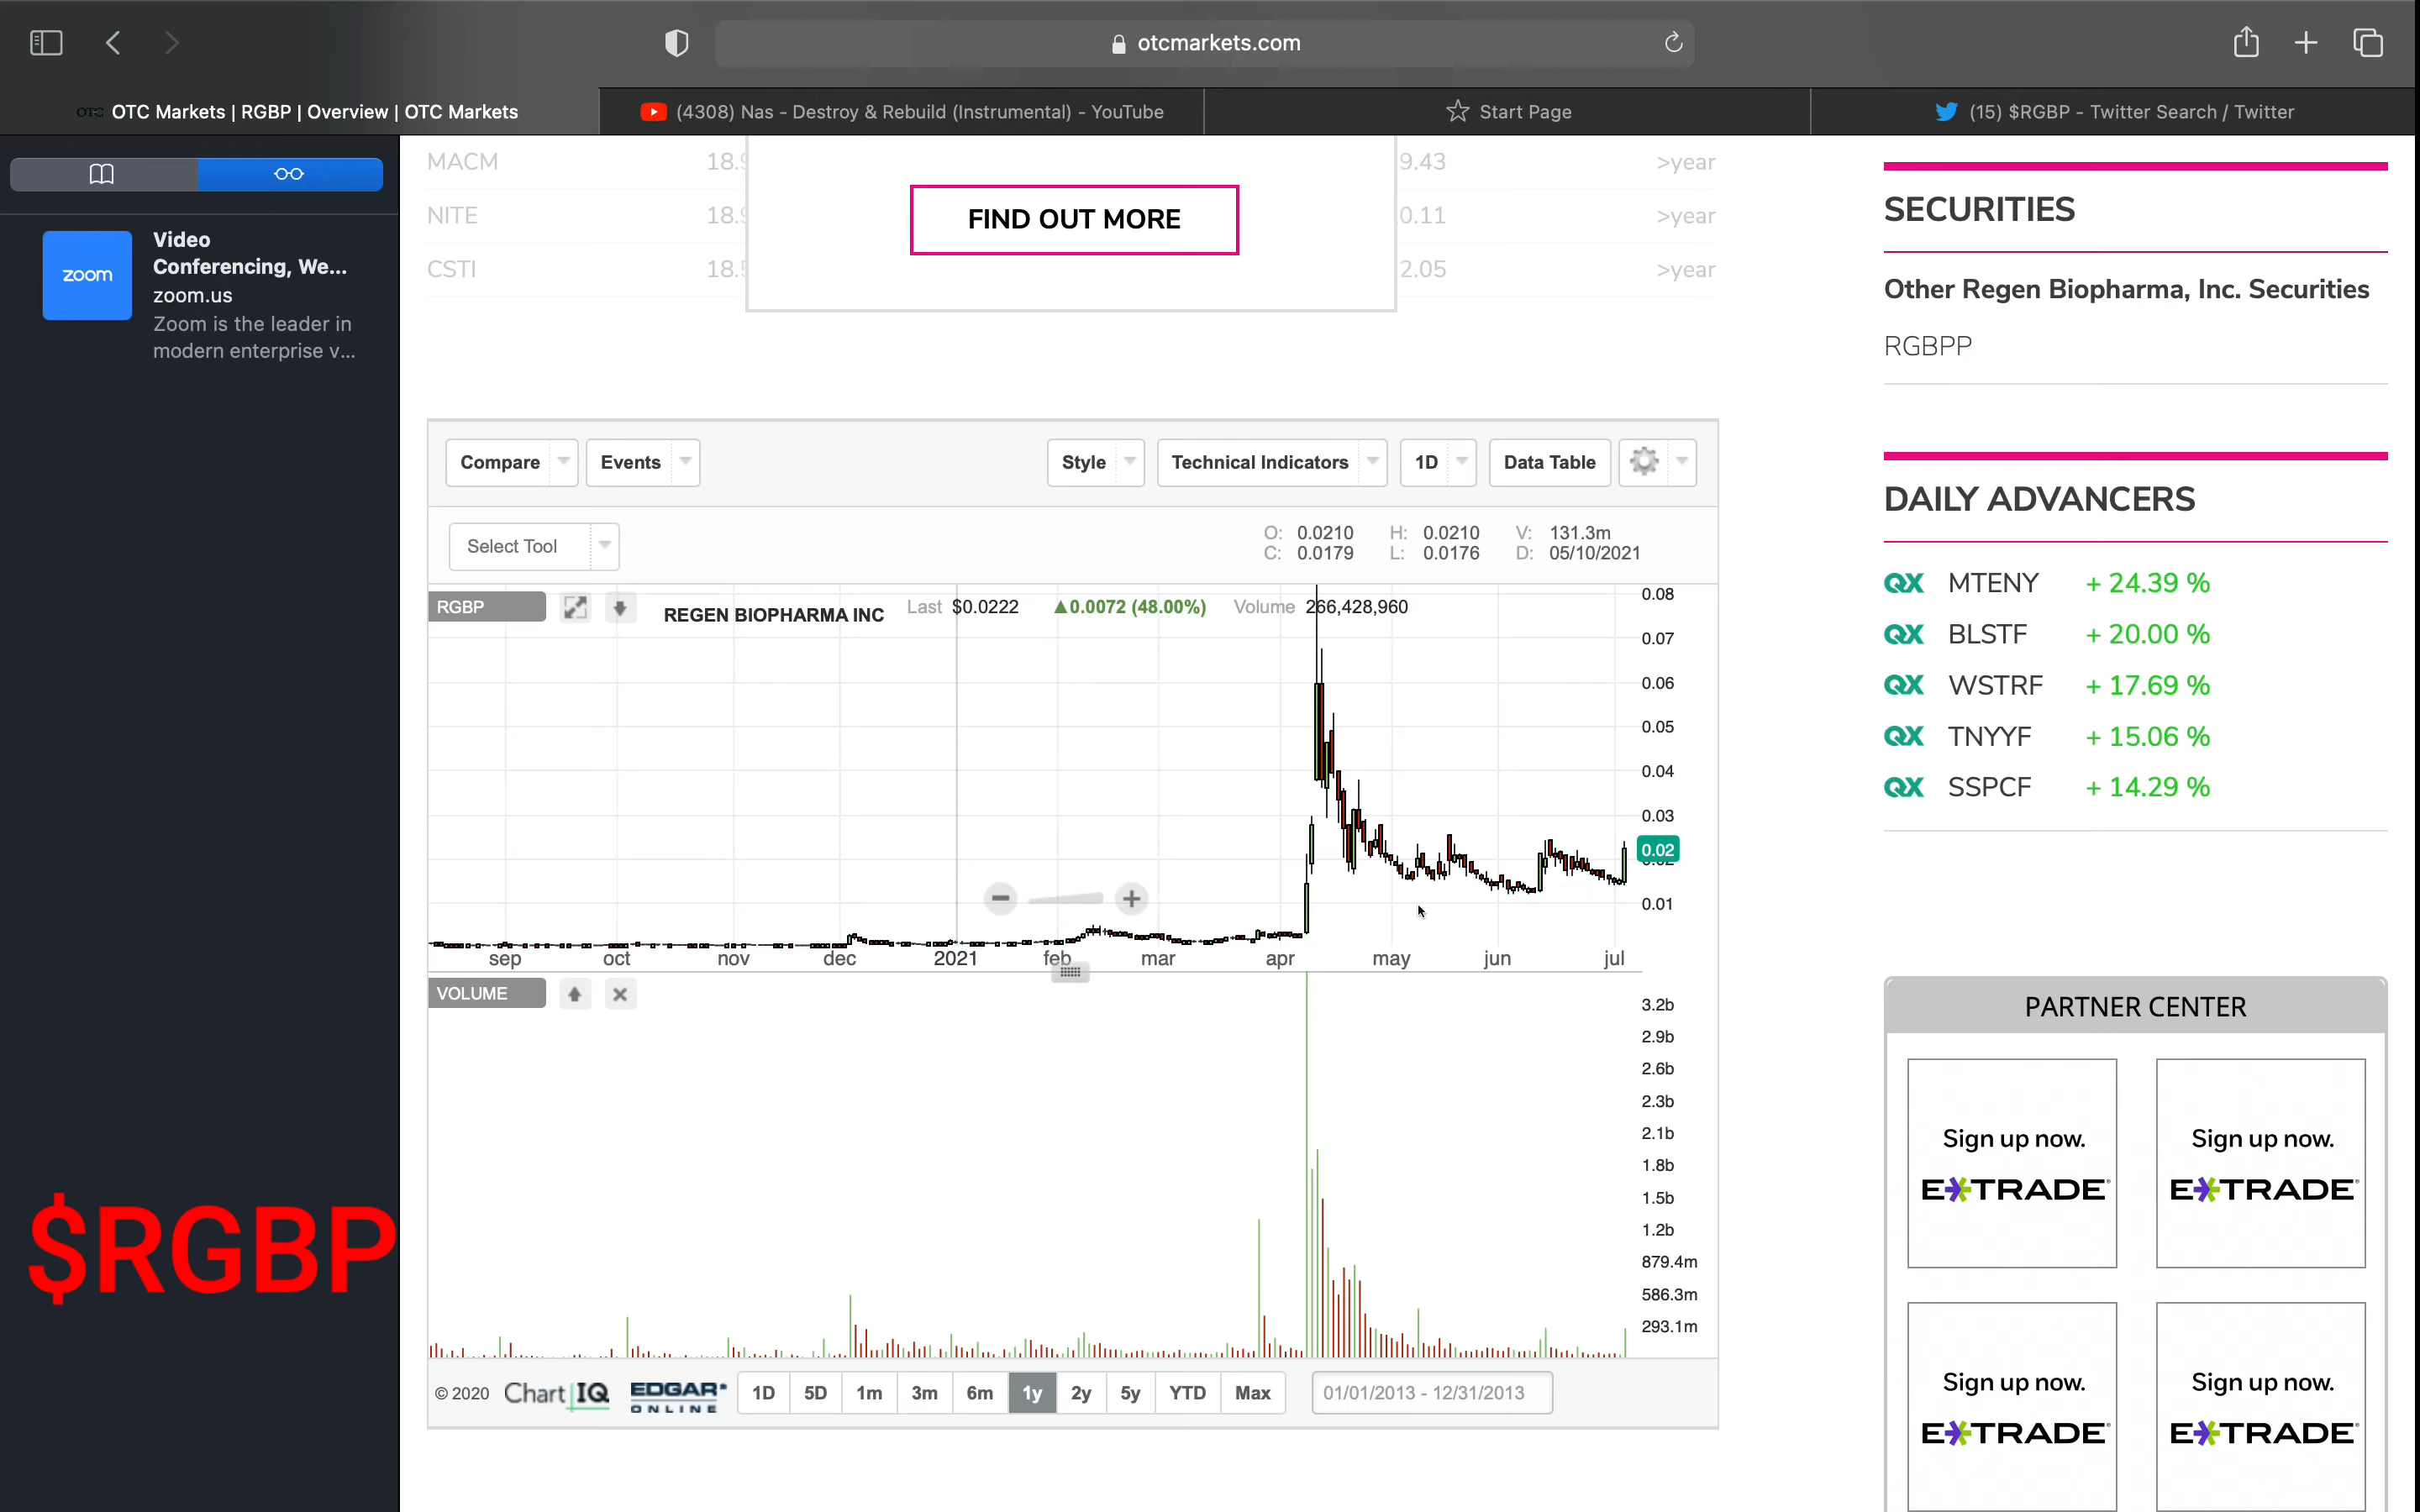 otcmarkets.com
OTC Markets | RGBP | Overview | OTC Markets
(4308) Nas - Destroy & Rebuild (Instrumental) - YouTube
Start Page
(15) $RGBP - Twitter Search / Twitter
zoom
Video
Conferencing, We...
zoom.us
Zoom is the leader in
modern enterprise v...
$RGBP
MACM 9.43 >year
NITE 0.11 >year
CSTI 2.05 >year
FIND OUT MORE
Compare Events Style Technical Indicators 1D Data Table
Select Tool
O: 0.0210 H: 0.0210 V: 131.3m
C: 0.0179 L: 0.0176 D: 05/10/2021
RGBP REGEN BIOPHARMA INC Last $0.0222 ▲0.0072 (48.00%) Volume 266,428,960
0.08
0.07
0.06
0.05
0.04
0.03
0.02
0.01
sep oct nov dec 2021 feb mar apr may jun jul
VOLUME
3.2b
2.9b
2.6b
2.3b
2.1b
1.8b
1.5b
1.2b
879.4m
586.3m
293.1m
© 2020 ChartIQ EDGAR ONLINE 1D 5D 1m 3m 6m 1y 2y 5y YTD Max 01/01/2013 - 12/31/2013
SECURITIES
Other Regen Biopharma, Inc. Securities
RGBPP
DAILY ADVANCERS
QX MTENY + 24.39 %
QX BLSTF + 20.00 %
QX WSTRF + 17.69 %
QX TNYYF + 15.06 %
QX SSPCF + 14.29 %
PARTNER CENTER
Sign up now. Sign up now.
E*TRADE E*TRADE
Sign up now. Sign up now.
E*TRADE E*TRADE